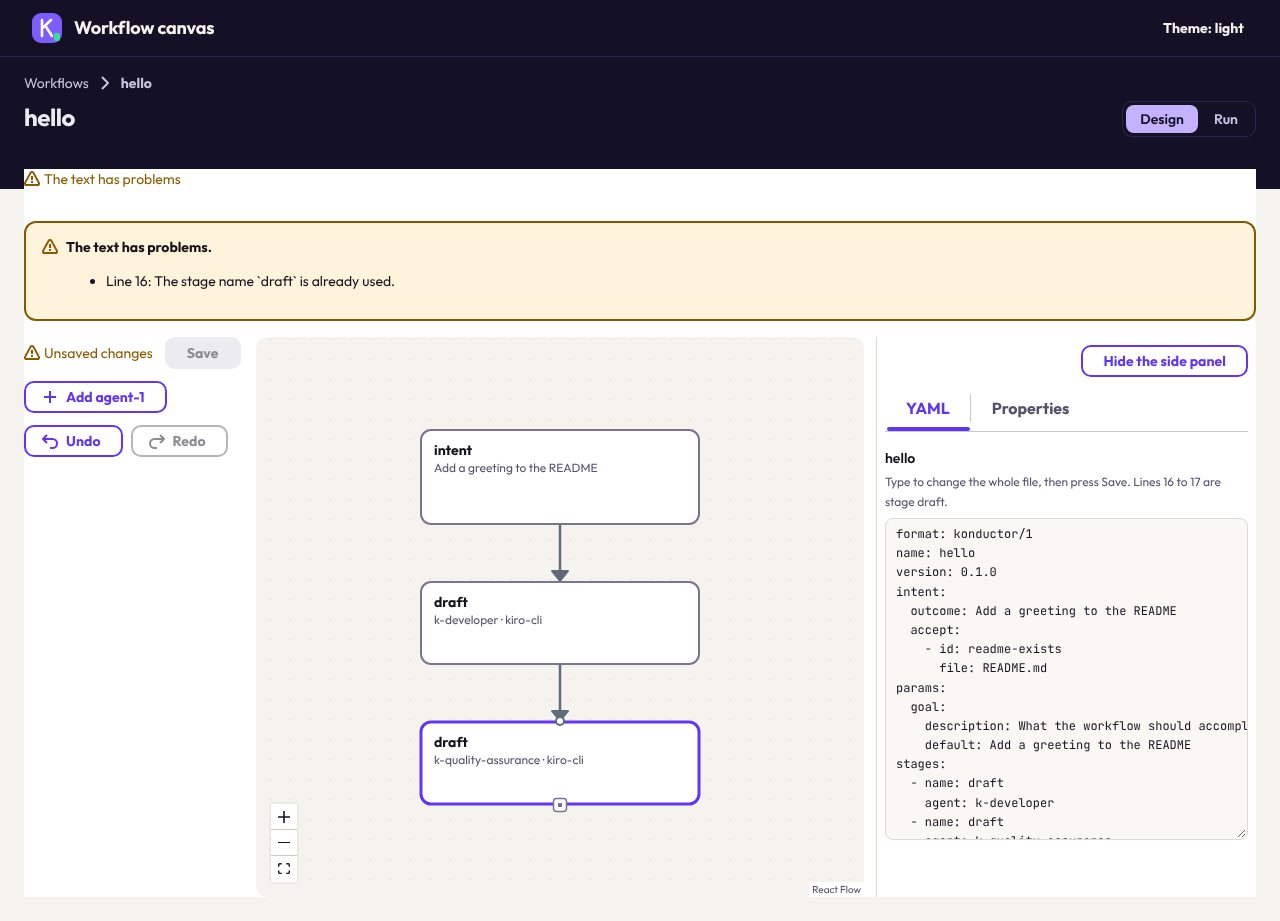 K
Workflow canvas
Theme: light
Workflows > hello
hello
Design
Run
The text has problems
The text has problems.
• Line 16: The stage name `draft` is already used.
Unsaved changes
Save
Add agent-1
Undo
Redo
intent
Add a greeting to the README
draft
k-developer · kiro-cli
draft
k-quality-assurance · kiro-cli
React Flow
Hide the side panel
YAML
Properties
hello
Type to change the whole file, then press Save. Lines 16 to 17 are
stage draft.
format: konductor/1
name: hello
version: 0.1.0
intent:
  outcome: Add a greeting to the README
  accept:
    - id: readme-exists
      file: README.md
params:
  goal:
    description: What the workflow should accompl
    default: Add a greeting to the README
stages:
  - name: draft
    agent: k-developer
  - name: draft
    agent: k-quality-assurance